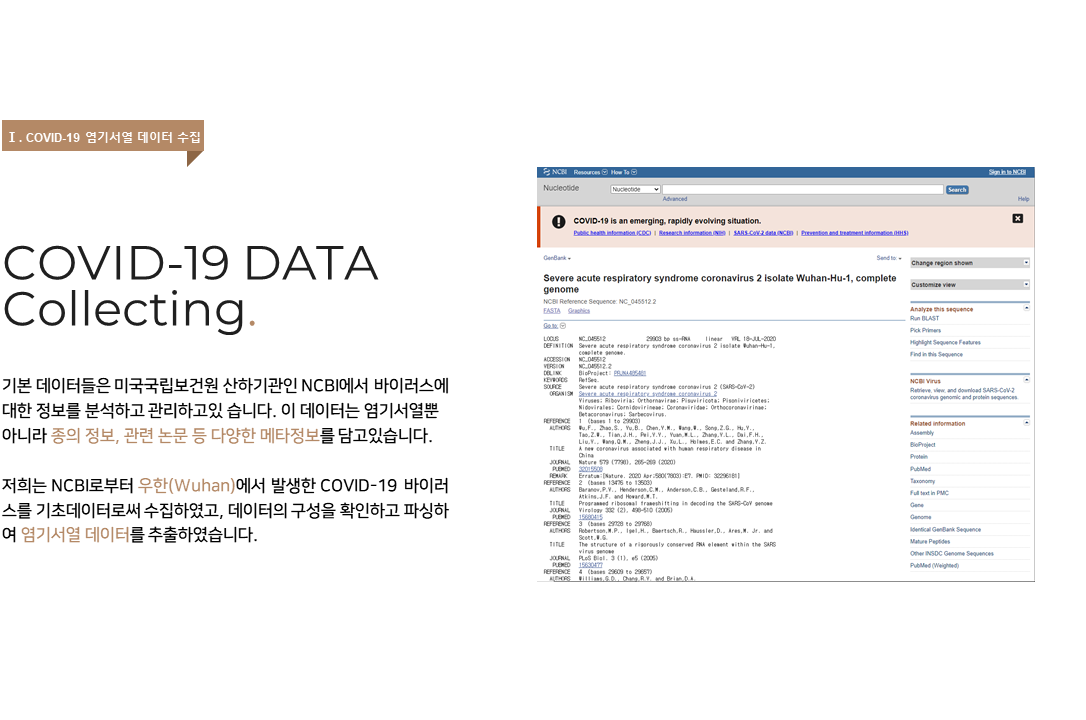 Ⅰ. COVID-19 염기서열 데이터 수집
COVID-19 DATA
Collecting.
기본 데이터들은 미국국립보건원 산하기관인 NCBI에서 바이러스에
대한 정보를 분석하고 관리하고있 습니다. 이 데이터는 염기서열뿐
아니라 종의 정보, 관련 논문 등 다양한 메타정보를 담고있습니다.
저희는 NCBI로부터 우한(Wuhan)에서 발생한 COVID-19 바이러
스를 기초데이터로써 수집하였고, 데이터의 구성을 확인하고 파싱하
여 염기서열 데이터를 추출하였습니다.
NCBI Resources How To Sign in to NCBI
Nucleotide Nucleotide Search
Advanced Help
COVID-19 is an emerging, rapidly evolving situation.
Public health information (CDC) | Research information (NIH) | SARS-CoV-2 data (NCBI) | Prevention and treatment information (HHS)
GenBank Send to:
Severe acute respiratory syndrome coronavirus 2 isolate Wuhan-Hu-1, complete
genome
NCBI Reference Sequence: NC_045512.2
FASTA Graphics
Go to:
LOCUS NC_045512 29903 bp ss-RNA linear VRL 18-JUL-2020
DEFINITION Severe acute respiratory syndrome coronavirus 2 isolate Wuhan-Hu-1,
complete genome.
ACCESSION NC_045512
VERSION NC_045512.2
DBLINK BioProject: PRJNA485481
KEYWORDS RefSeq.
SOURCE Severe acute respiratory syndrome coronavirus 2 (SARS-CoV-2)
ORGANISM Severe acute respiratory syndrome coronavirus 2
Viruses; Riboviria; Orthornavirae; Pisuviricota; Pisoniviricetes;
Nidovirales; Cornidovirineae; Coronaviridae; Orthocoronavirinae;
Betacoronavirus; Sarbecovirus.
REFERENCE 1 (bases 1 to 29903)
AUTHORS Wu,F., Zhao,S., Yu,B., Chen,Y.M., Wang,W., Song,Z.G., Hu,Y.,
Tao,Z.W., Tian,J.H., Pei,Y.Y., Yuan,M.L., Zhang,Y.L., Dai,F.H.,
Liu,Y., Wang,Q.M., Zheng,J.J., Xu,L., Holmes,E.C. and Zhang,Y.Z.
TITLE A new coronavirus associated with human respiratory disease in
China
JOURNAL Nature 579 (7798), 265-269 (2020)
PUBMED 32015508
REMARK Erratum:[Nature. 2020 Apr;580(7803):E7. PMID: 32296181]
REFERENCE 2 (bases 13476 to 13503)
AUTHORS Baranov,P.V., Henderson,C.M., Anderson,C.B., Gesteland,R.F.,
Atkins,J.F. and Howard,M.T.
TITLE Programmed ribosomal frameshifting in decoding the SARS-CoV genome
JOURNAL Virology 332 (2), 498-510 (2005)
PUBMED 15680415
REFERENCE 3 (bases 29728 to 29768)
AUTHORS Robertson,M.P., Igel,H., Baertsch,R., Haussler,D., Ares,M. Jr. and
Scott,W.G.
TITLE The structure of a rigorously conserved RNA element within the SARS
virus genome
JOURNAL PLoS Biol. 3 (1), e5 (2005)
PUBMED 15630477
REFERENCE 4 (bases 29609 to 29657)
AUTHORS Williams,G.D., Chang,R.Y. and Brian,D.A.
Change region shown
Customize view
Analyze this sequence
Run BLAST
Pick Primers
Highlight Sequence Features
Find in this Sequence
NCBI Virus
Retrieve, view, and download SARS-CoV-2
coronavirus genomic and protein sequences.
Related information
Assembly
BioProject
Protein
PubMed
Taxonomy
Full text in PMC
Gene
Genome
Identical GenBank Sequence
Mature Peptides
Other INSDC Genome Sequences
PubMed (Weighted)